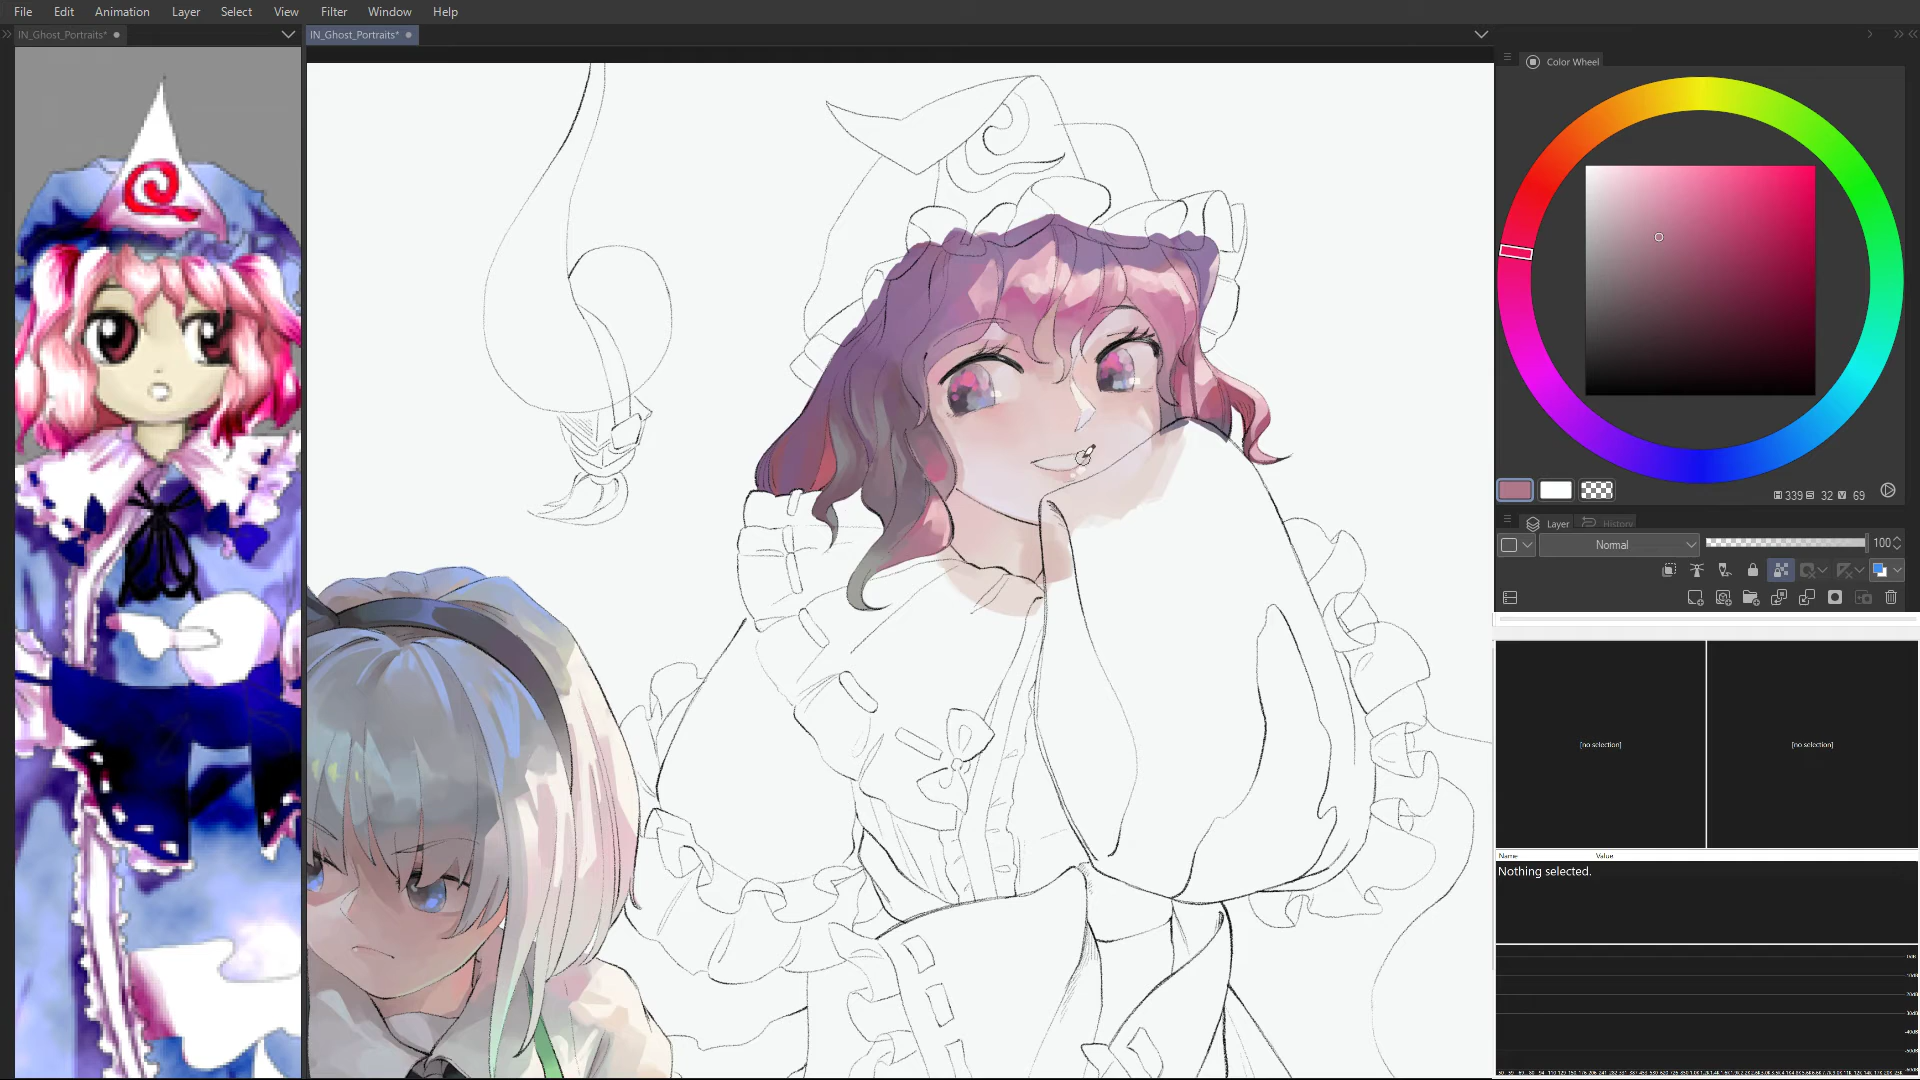 File Edit Animation Layer Select View Filter Window Help
IN_Ghost_Portraits*
IN_Ghost_Portraits*
Color Wheel
339 32 69
Layer
History
Normal
100
[no selection]
[no selection]
Name Value
Nothing selected.